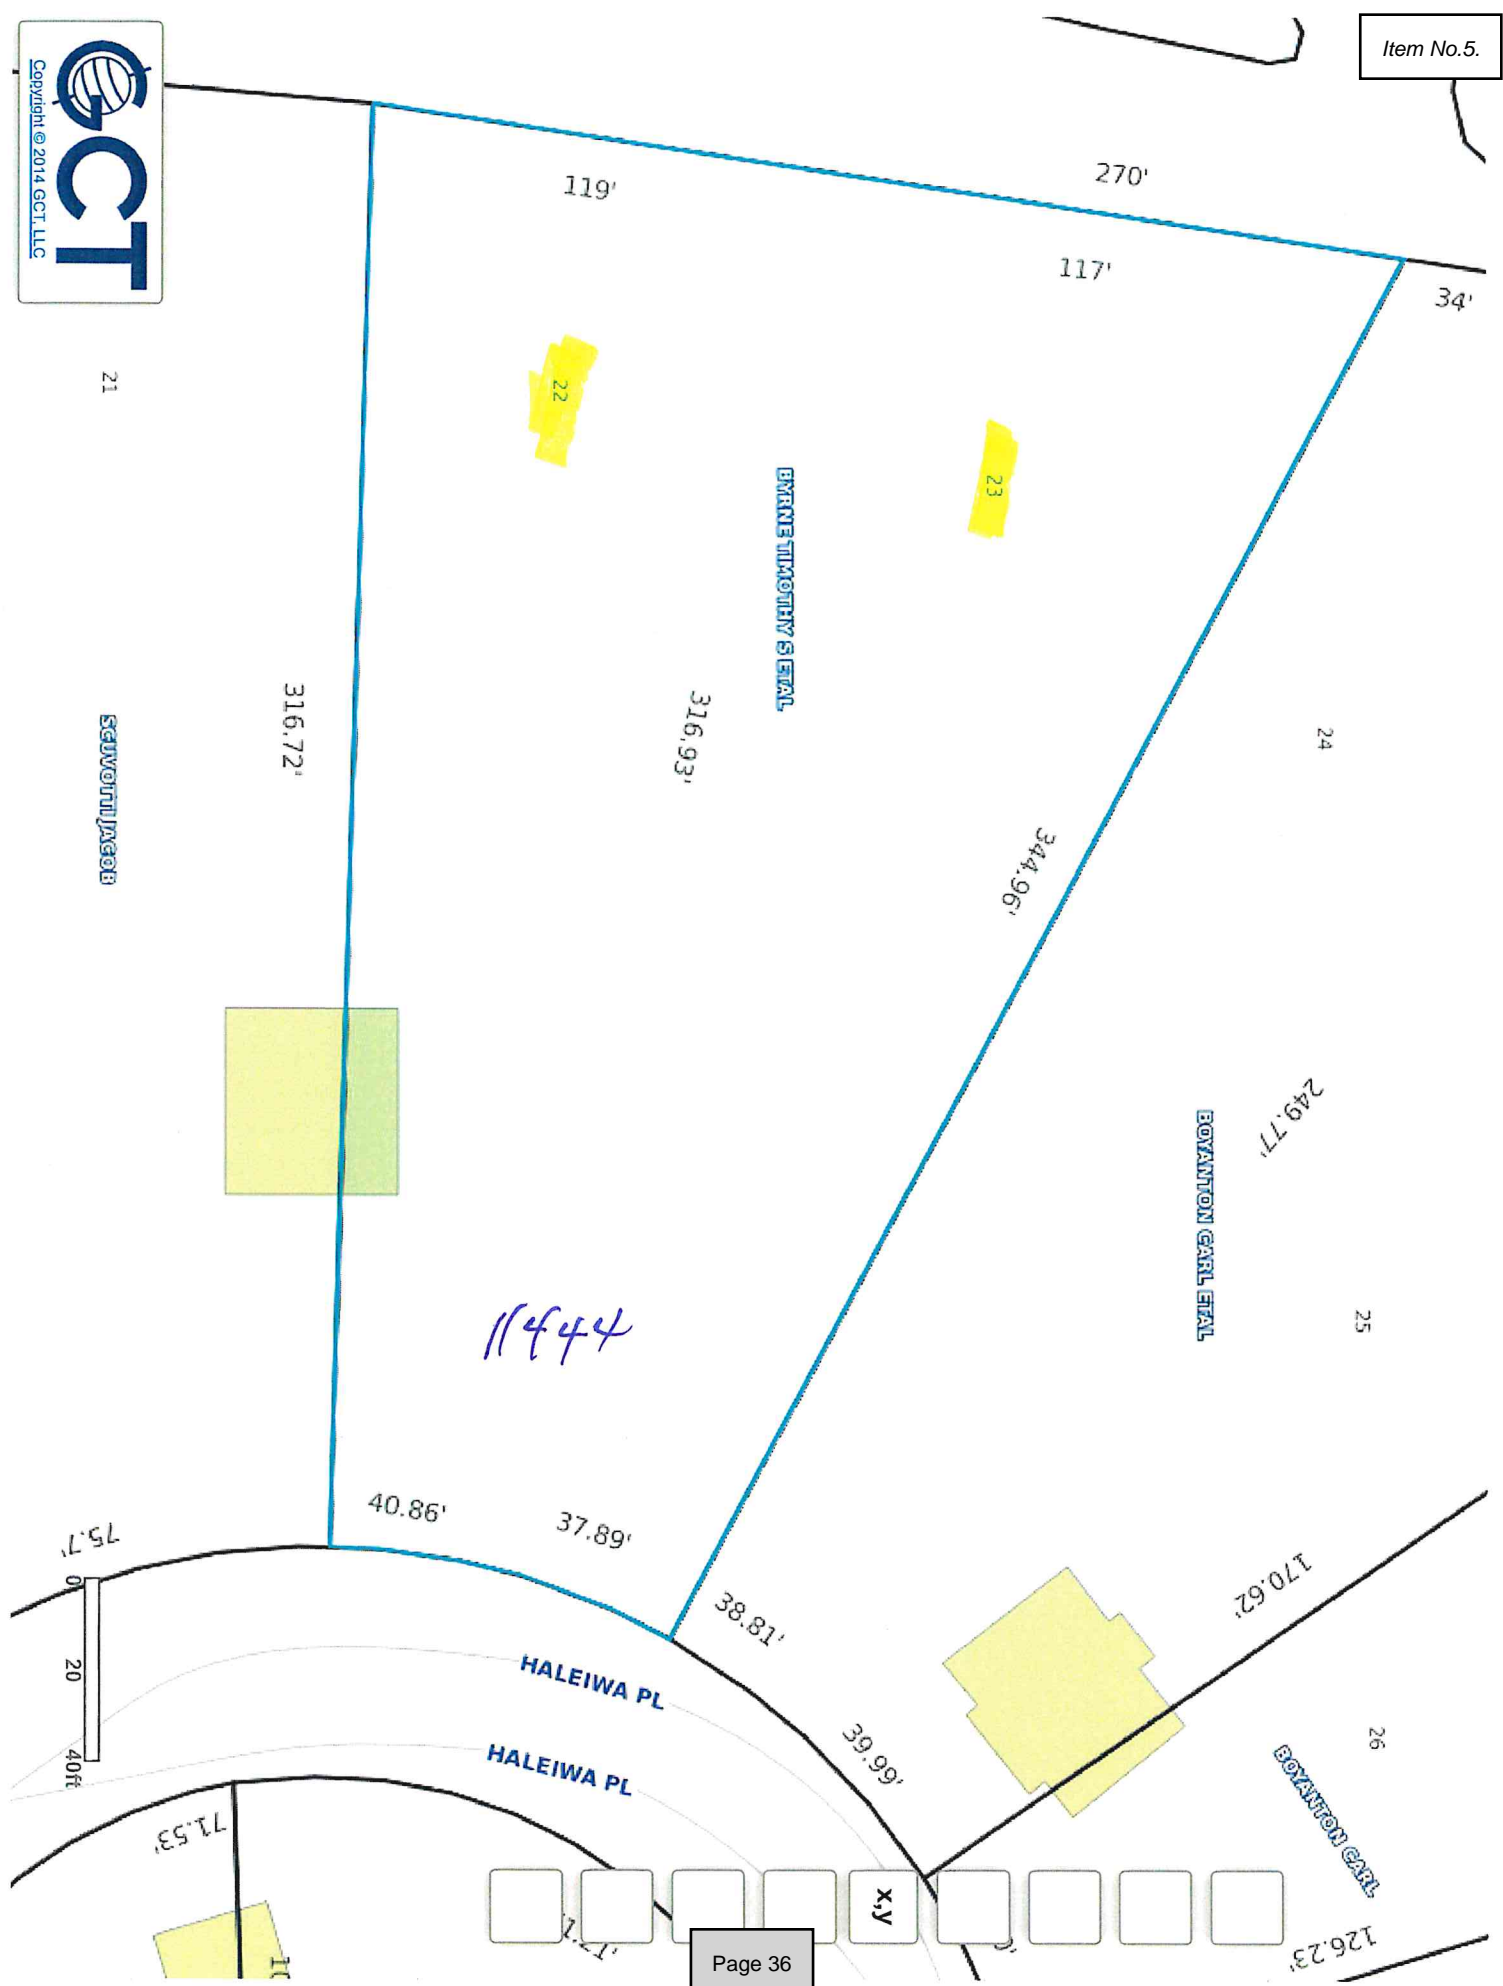 Item No.5.
GCT
Copyright © 2014 GCT, LLC
270'
119'
117'
34'
21
22
23
BYRNE TIMOTHY S ETAL
316.72'
316.93'
SCUVOTTI JACOB
24
344.96'
249.77'
BOYANTON CARL ETAL
25
11444
40.86'
37.89'
75.7'
38.81'
170.62'
0
20
40ft
HALEIWA PL
HALEIWA PL
39.99'
26
BOYANTON CARL
71.53'
x,y
126.23'
Page 36